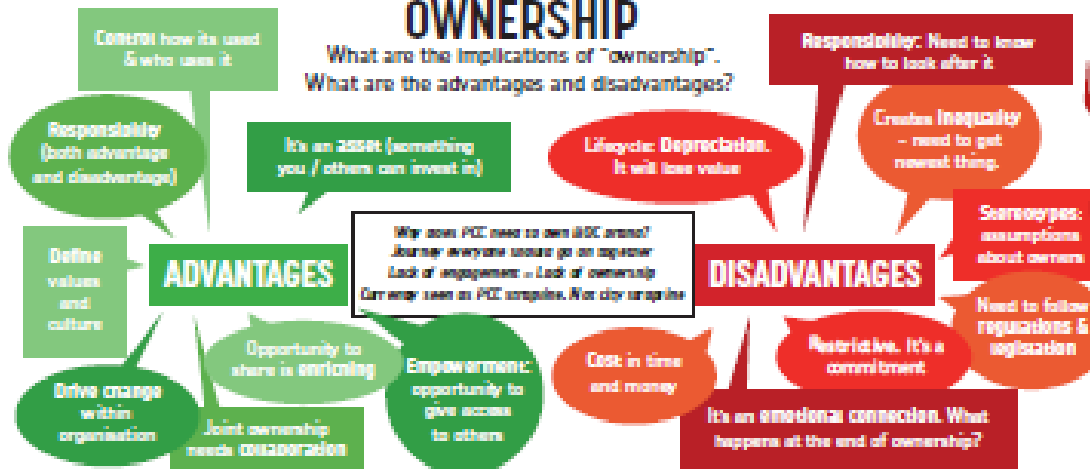 OWNERSHIP
What are the implications of "ownership".
What are the advantages and disadvantages?
Control how its used
& who uses it
Responsibility
(both advantage
and disadvantage)
It's an asset (something
you / others can invest in)
Define
values
and
culture
ADVANTAGES
Drive change
within
organisation
Joint ownership
needs collaboration
Opportunity to
share is enriching
Empowerment:
opportunity to
give access
to others
Why does PCC need to own
Journey everyone should go on together
Lack of engagement = Lack of ownership
Currently seen as PCC strapline. Not city strapline
Responsibility: Need to know
how to look after it
Lifecycle: Depreciation.
It will lose value
Creates Inequality
– need to get
newest thing.
Stereotypes:
assumptions
about owners
DISADVANTAGES
Need to follow
regulations &
legislation
Cost in time
and money
Restrictive. It's a
commitment
It's an emotional connection. What
happens at the end of ownership?